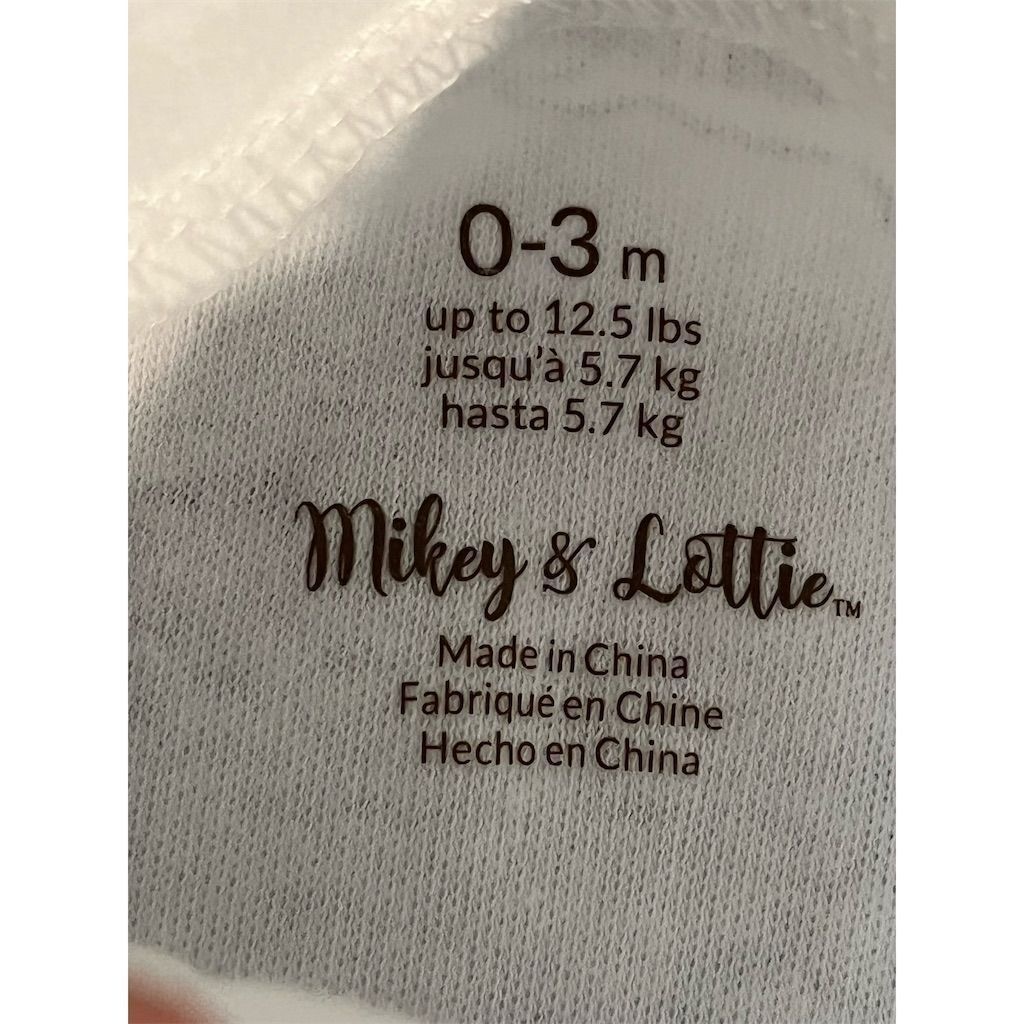 0-3 m
up to 12.5 lbs
jusqu'à 5.7 kg
hasta 5.7 kg
Mikey & Lottie™
Made in China
Fabriqué en Chine
Hecho en China